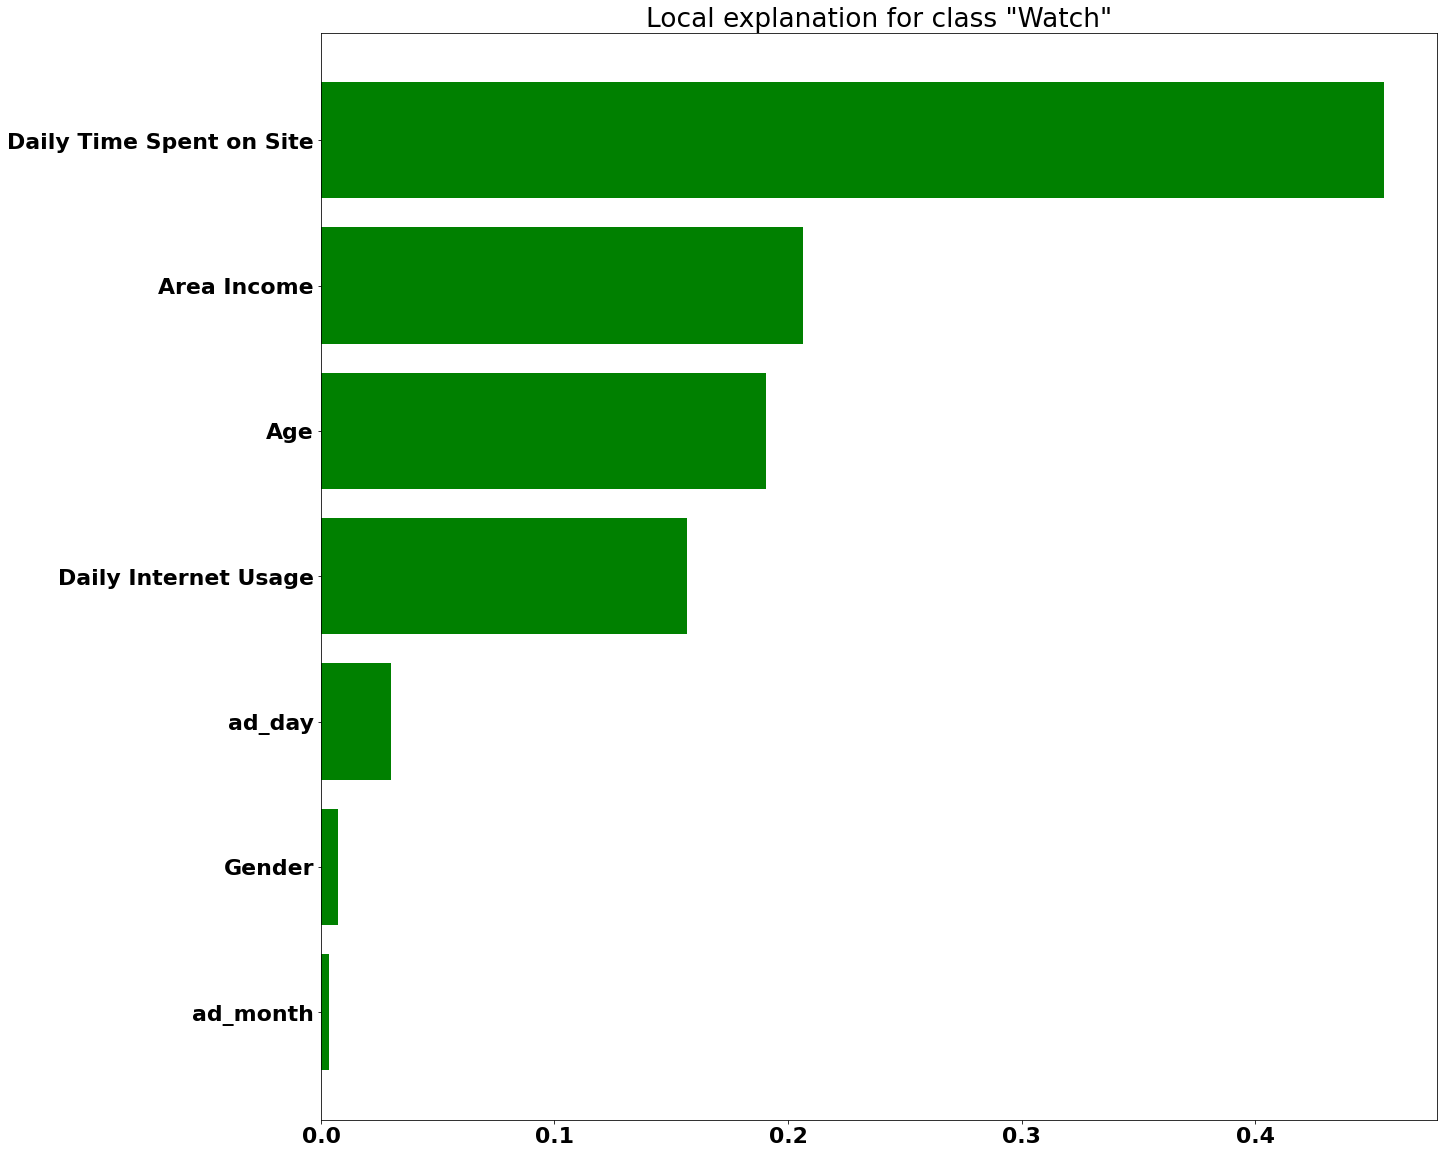 Local explanation for class "Watch"
Daily Time Spent on Site
Area Income
Age
Daily Internet Usage
ad_day
Gender
ad_month
0.0 0.1 0.2 0.3 0.4